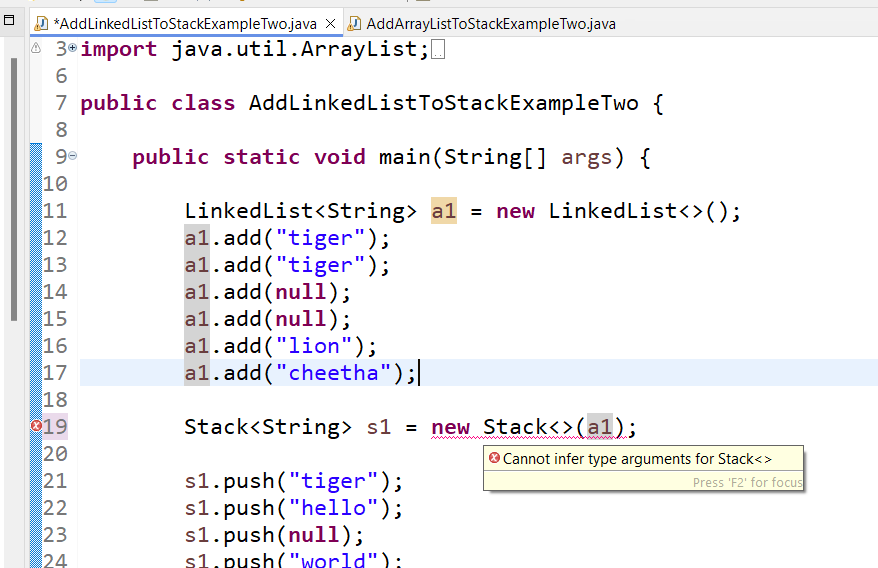 *AddLinkedListToStackExampleTwo.java AddArrayListToStackExampleTwo.java
3 import java.util.ArrayList;
6
7 public class AddLinkedListToStackExampleTwo {
8
9 public static void main(String[] args) {
10
11 LinkedList<String> a1 = new LinkedList<>();
12 a1.add("tiger");
13 a1.add("tiger");
14 a1.add(null);
15 a1.add(null);
16 a1.add("lion");
17 a1.add("cheetha");
18
19 Stack<String> s1 = new Stack<>(a1);
20
Cannot infer type arguments for Stack<>
Press 'F2' for focus
21 s1.push("tiger");
22 s1.push("hello");
23 s1.push(null);
24 s1.push("world");